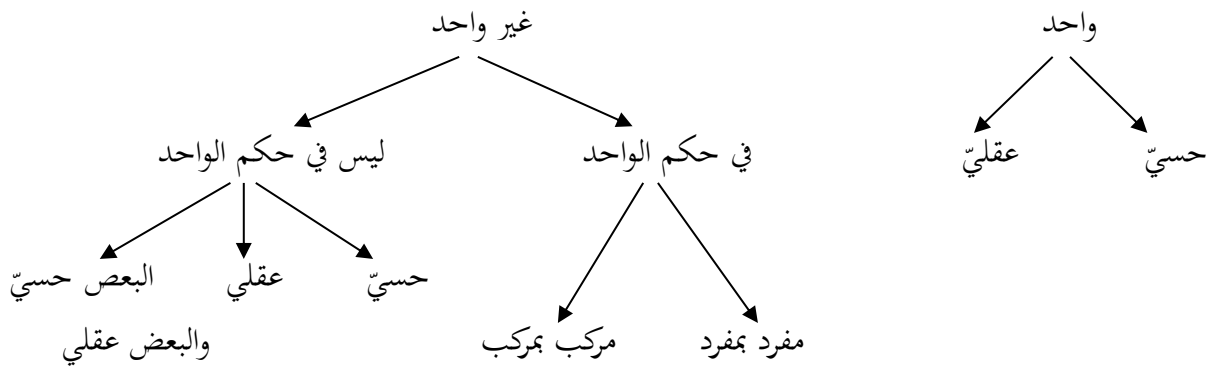 واحد غير واحد
حسيّ عقليّ في حكم الواحد ليس في حكم الواحد
حسيّ عقلي البعص حسيّ
مفرد بمفرد مركب بمركب والبعض عقلي